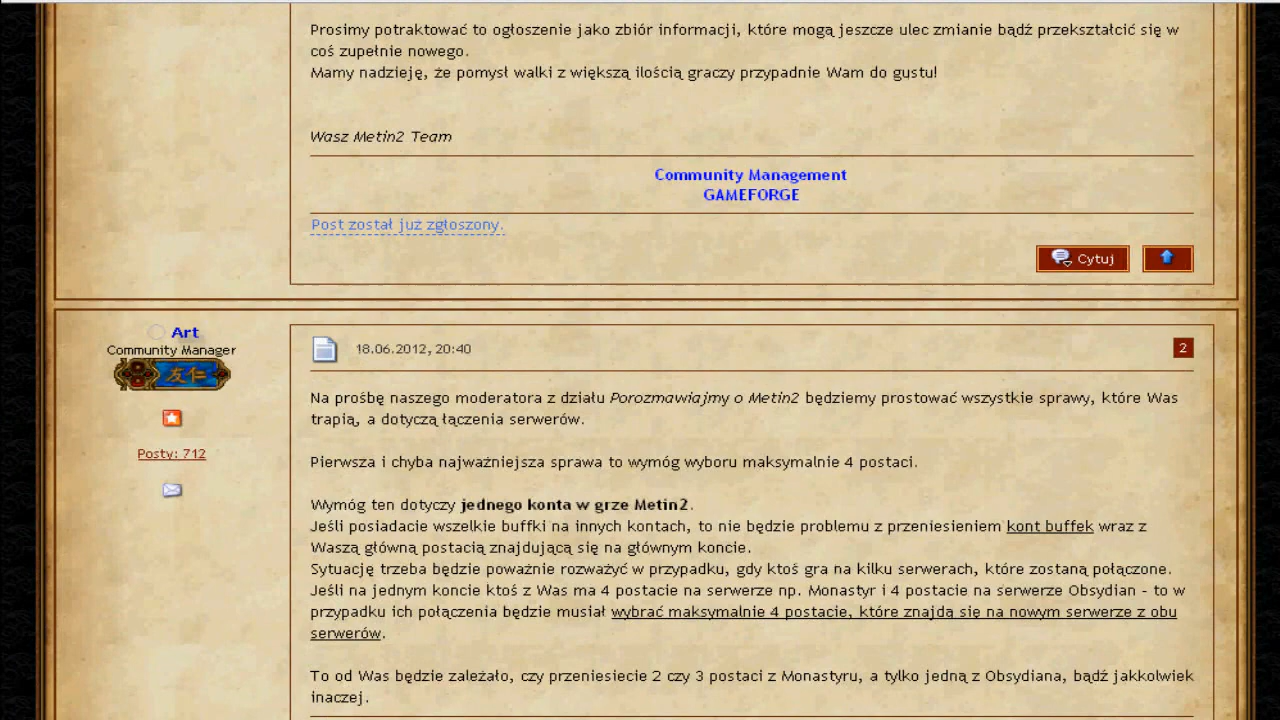 Prosimy potraktować to ogłoszenie jako zbiór informacji, które mogą jeszcze ulec zmianie bądź przekształcić się w
coś zupełnie nowego.
Mamy nadzieję, że pomysł walki z większą ilością graczy przypadnie Wam do gustu!
Wasz Metin2 Team
Community Management
GAMEFORGE
Post został już zgłoszony.
Cytuj
Art
Community Manager
友仁
Posty: 712
18.06.2012, 20:40
2
Na prośbę naszego moderatora z działu Porozmawiajmy o Metin2 będziemy prostować wszystkie sprawy, które Was
trapią, a dotyczą łączenia serwerów.
Pierwsza i chyba najważniejsza sprawa to wymóg wyboru maksymalnie 4 postaci.
Wymóg ten dotyczy jednego konta w grze Metin2.
Jeśli posiadacie wszelkie buffki na innych kontach, to nie będzie problemu z przeniesieniem kont buffek wraz z
Waszą główną postacią znajdującą się na głównym koncie.
Sytuację trzeba będzie poważnie rozważyć w przypadku, gdy ktoś gra na kilku serwerach, które zostaną połączone.
Jeśli na jednym koncie ktoś z Was ma 4 postacie na serwerze np. Monastyr i 4 postacie na serwerze Obsydian - to w
przypadku ich połączenia będzie musiał wybrać maksymalnie 4 postacie, które znajdą się na nowym serwerze z obu
serwerów.
To od Was będzie zależało, czy przeniesiecie 2 czy 3 postaci z Monastyru, a tylko jedną z Obsydiana, bądź jakkolwiek
inaczej.